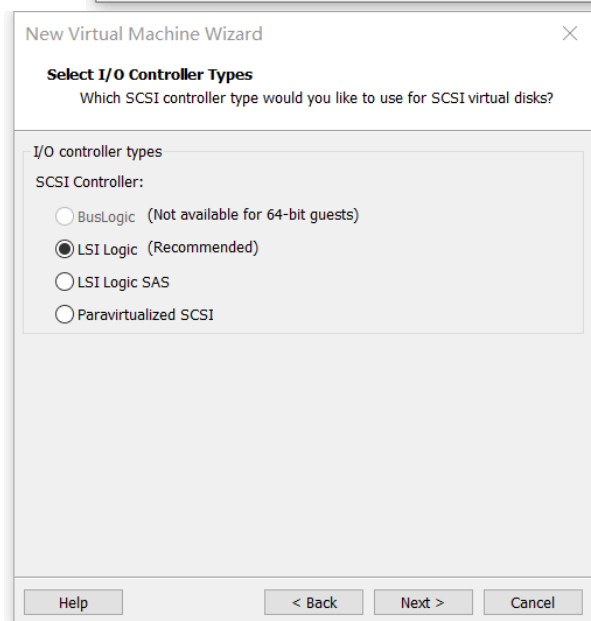 New Virtual Machine Wizard
Select I/O Controller Types
Which SCSI controller type would you like to use for SCSI virtual disks?
I/O controller types
SCSI Controller:
BusLogic (Not available for 64-bit guests)
LSI Logic (Recommended)
LSI Logic SAS
Paravirtualized SCSI
Help < Back Next > Cancel